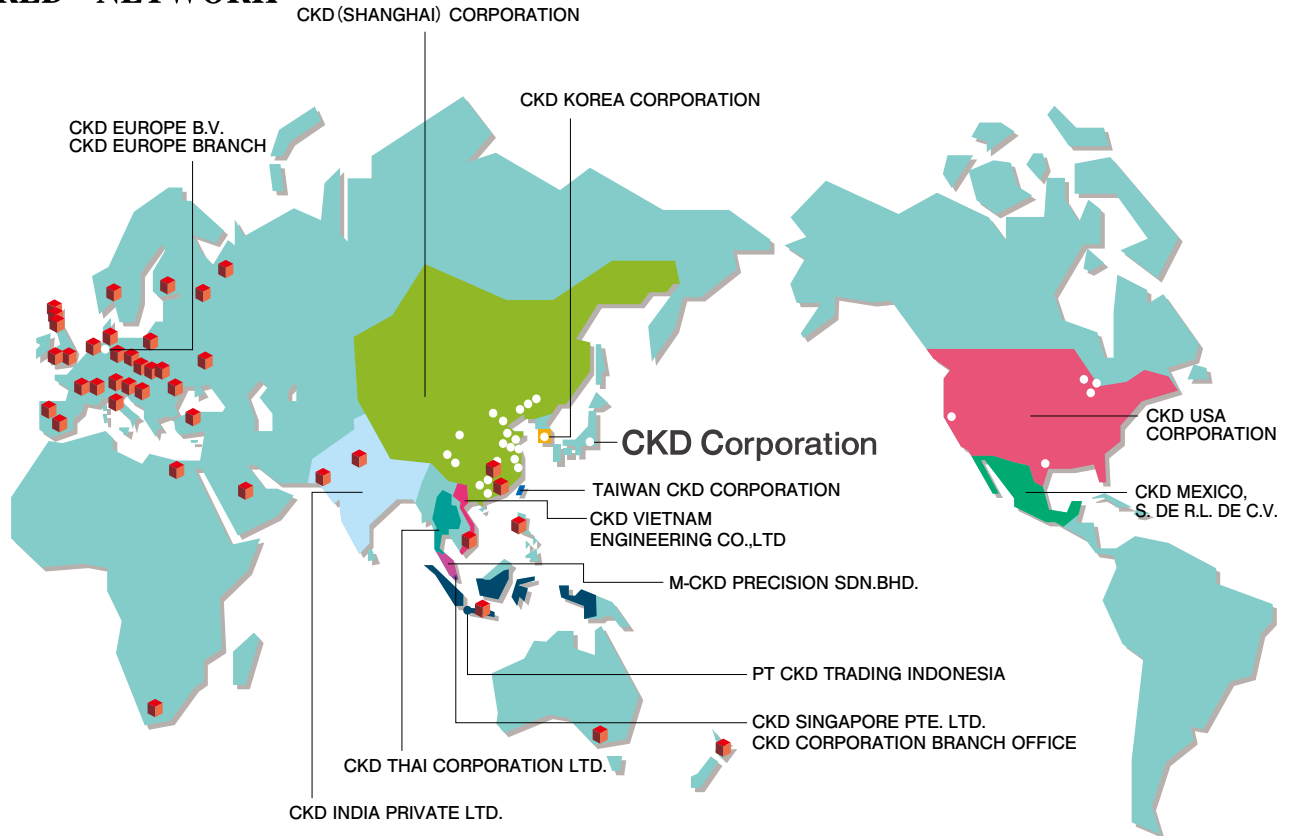 NETWORK
CKD(SHANGHAI) CORPORATION
CKD KOREA CORPORATION
CKD EUROPE B.V.
CKD EUROPE BRANCH
CKD USA
CORPORATION
CKD Corporation
TAIWAN CKD CORPORATION
CKD MEXICO,
S. DE R.L. DE C.V.
CKD VIETNAM
ENGINEERING CO.,LTD
M-CKD PRECISION SDN.BHD.
PT CKD TRADING INDONESIA
CKD SINGAPORE PTE. LTD.
CKD CORPORATION BRANCH OFFICE
CKD THAI CORPORATION LTD.
CKD INDIA PRIVATE LTD.